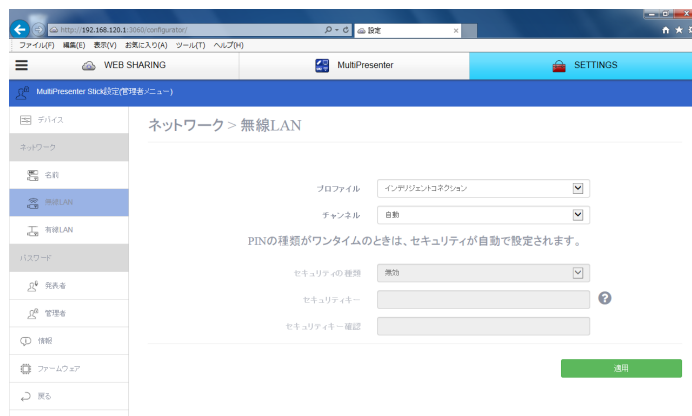 http://192.168.120.1:3060/configurator/
設定
ファイル(F) 編集(E) 表示(V) お気に入り(A) ツール(T) ヘルプ(H)
WEB SHARING
MultiPresenter
SETTINGS
MultiPresenter Stick設定(管理者メニュー)
デバイス
ネットワーク > 無線LAN
ネットワーク
名前
無線LAN
有線LAN
パスワード
発表者
管理者
情報
ファームウェア
戻る
プロファイル
インテリジェントコネクション
チャンネル
自動
PINの種類がワンタイムのときは、セキュリティが自動で設定されます。
セキュリティの種類
無効
セキュリティキー
セキュリティキー確認
適用